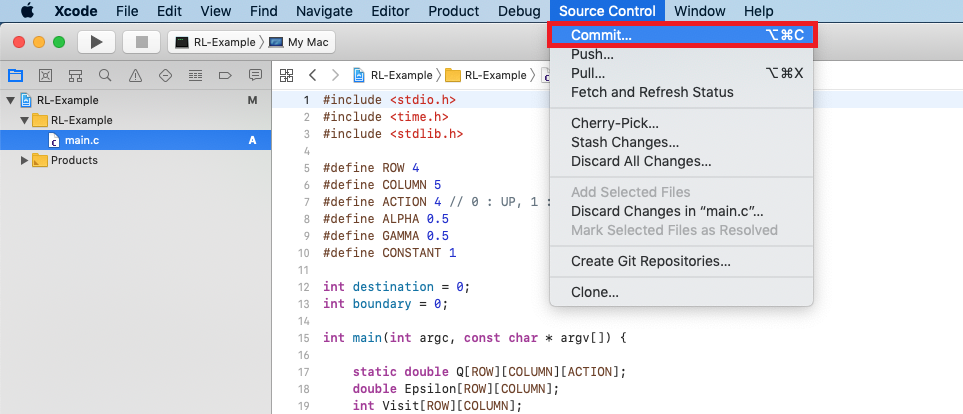 Xcode File Edit View Find Navigate Editor Product Debug Source Control Window Help
RL-Example My Mac
RL-Example M
RL-Example
main.c A
Products
RL-Example RL-Example c
1 #include <stdio.h>
2 #include <time.h>
3 #include <stdlib.h>
4
5 #define ROW 4
6 #define COLUMN 5
7 #define ACTION 4 // 0 : UP, 1 :
8 #define ALPHA 0.5
9 #define GAMMA 0.5
10 #define CONSTANT 1
11
12 int destination = 0;
13 int boundary = 0;
14
15 int main(int argc, const char * argv[]) {
16
17 static double Q[ROW][COLUMN][ACTION];
18 double Epsilon[ROW][COLUMN];
19 int Visit[ROW][COLUMN];
Commit... ⌥⌘C
Push...
Pull... ⌥⌘X
Fetch and Refresh Status
Cherry-Pick...
Stash Changes...
Discard All Changes...
Add Selected Files
Discard Changes in “main.c”...
Mark Selected Files as Resolved
Create Git Repositories...
Clone...